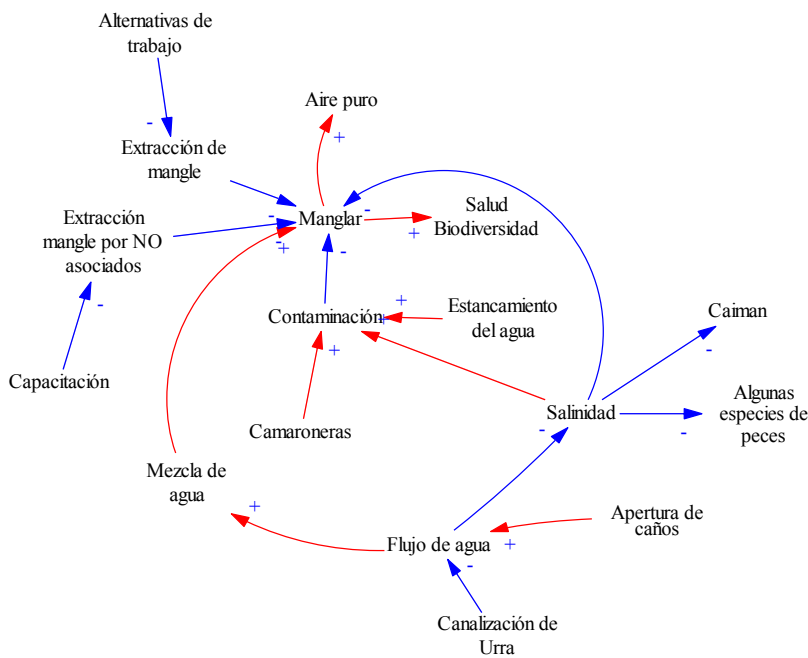 Alternativas de
trabajo
-
Extracción de
mangle
Aire puro
+
Extracción
mangle por NO
asociados
-
Manglar
-
-
-
+
-
Salud
Biodiversidad
+
Contaminación
+
+
+
Estancamiento
del agua
Caiman
-
Capacitación
Camaroneras
Salinidad
-
Algunas
especies de
peces
-
Mezcla de
agua
+
Flujo de agua
-
+
Apertura de
caños
Canalización de
Urra